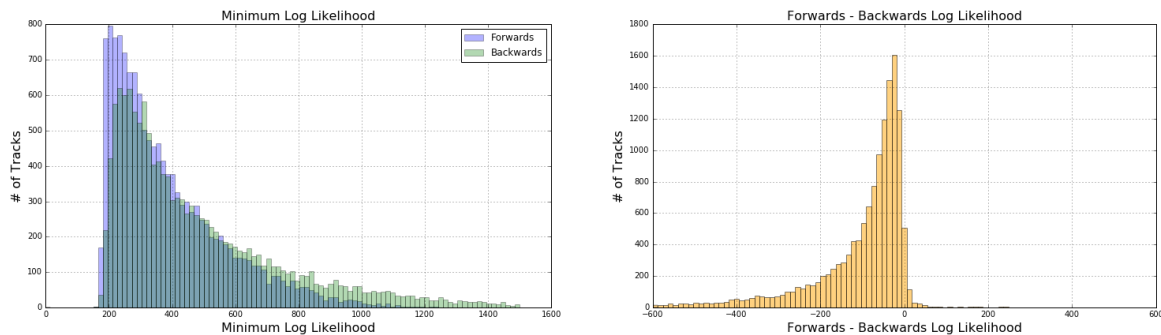 Minimum Log Likelihood
800
700
600
500
400
300
200
100
0
# of Tracks
Forwards
Backwards
0 200 400 600 800 1000 1200 1400 1600
Minimum Log Likelihood
Forwards - Backwards Log Likelihood
1800
1600
1400
1200
1000
800
600
400
200
0
# of Tracks
−600 −400 −200 0 200 400 600
Forwards - Backwards Log Likelihood